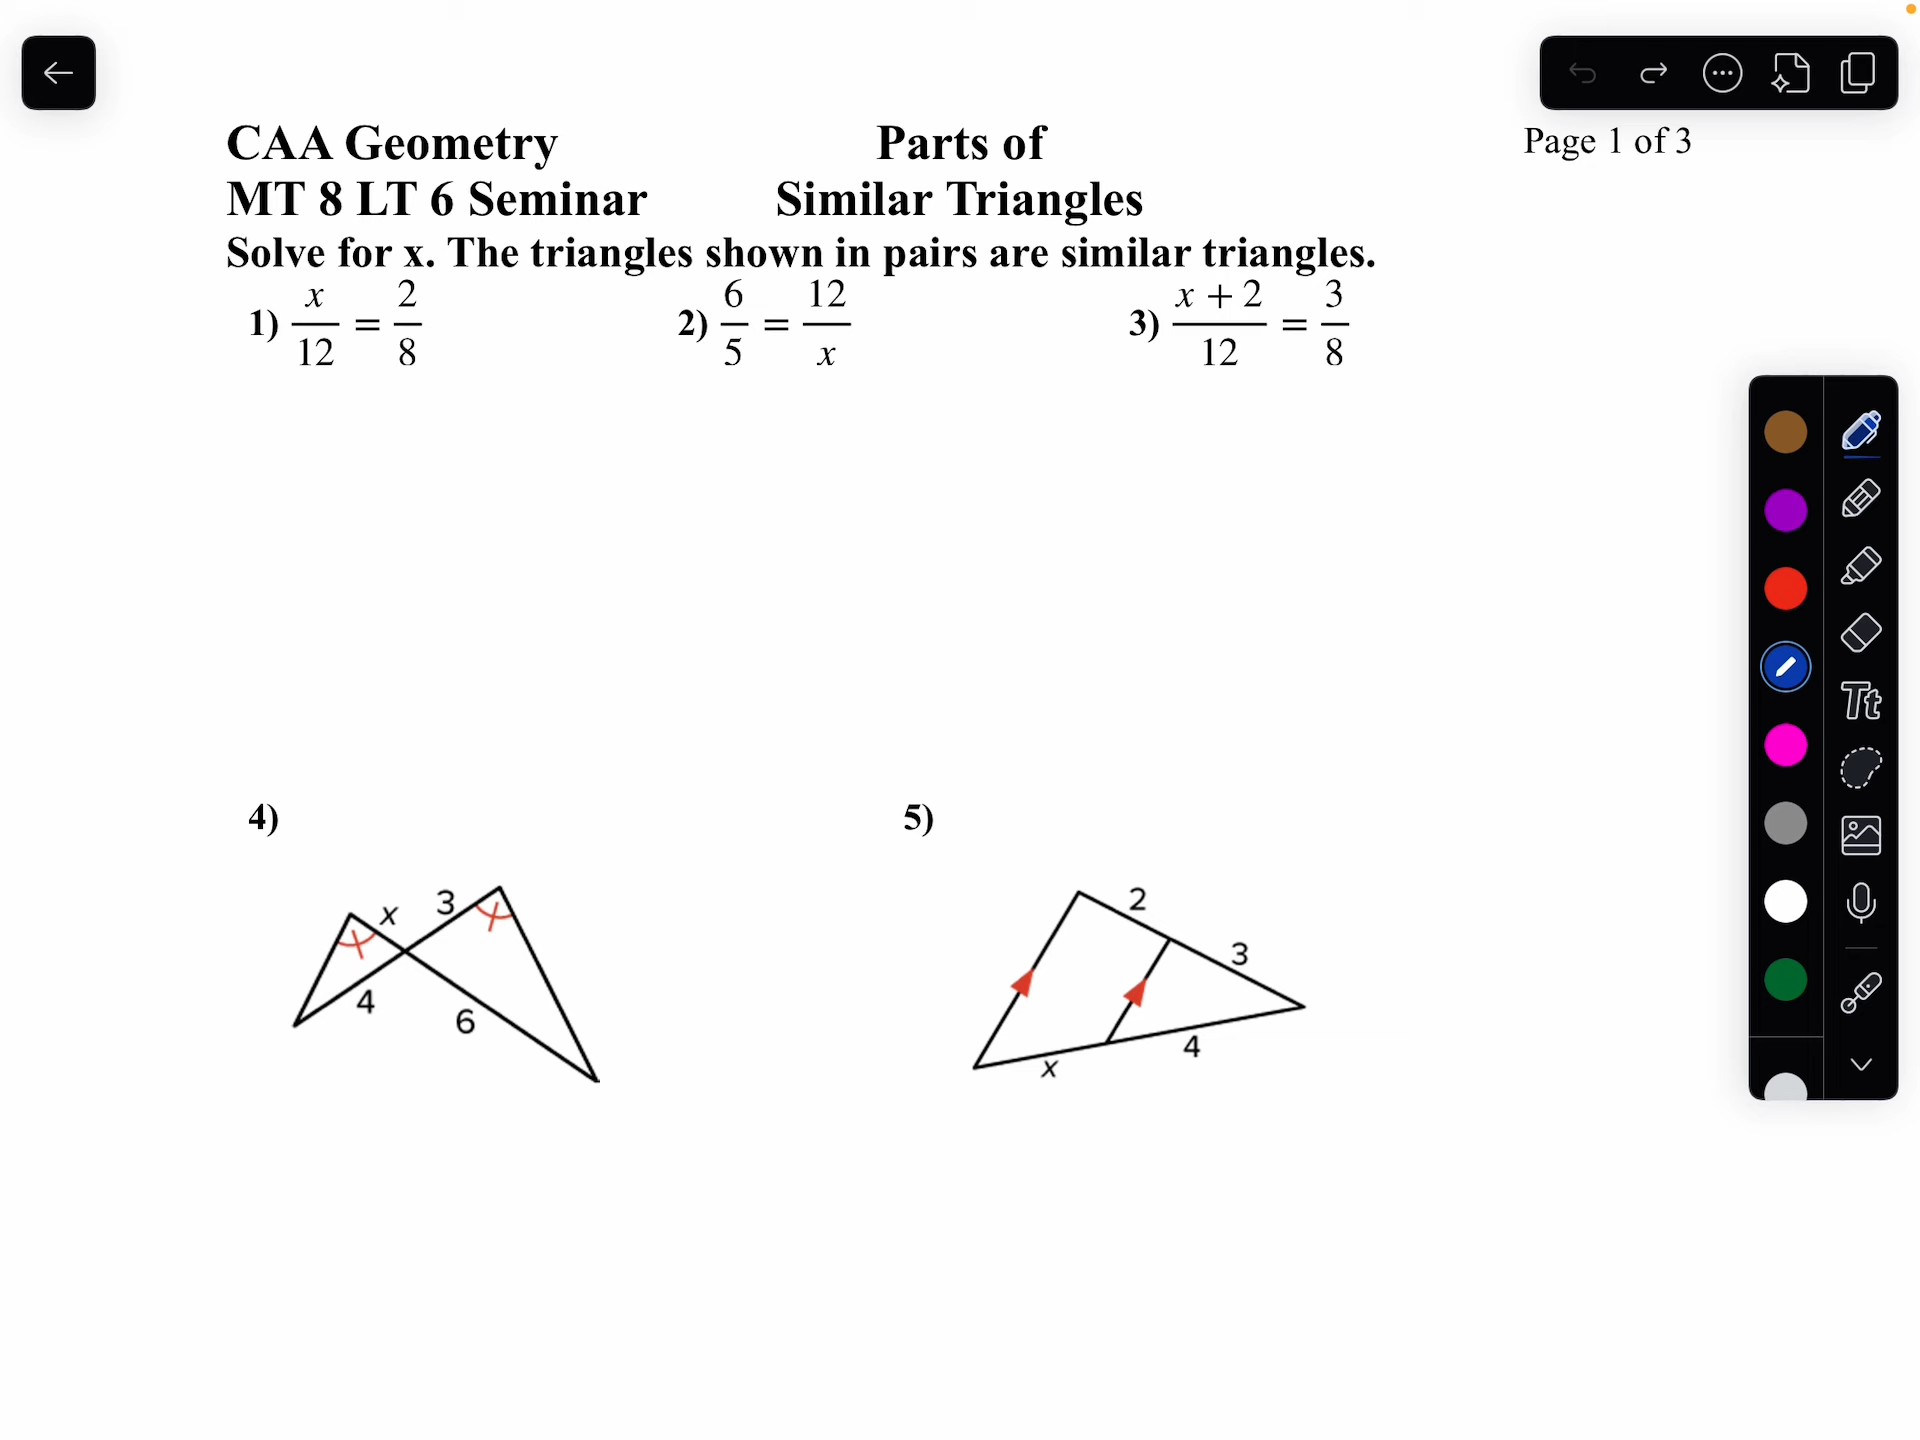 CAA Geometry Parts of Page 1 of 3
MT 8 LT 6 Seminar Similar Triangles
Solve for x. The triangles shown in pairs are similar triangles.
1) x/12 = 2/8 2) 6/5 = 12/x 3) x + 2/12 = 3/8
4) 5)
x 3 2
3
4 6 4
x
Tt